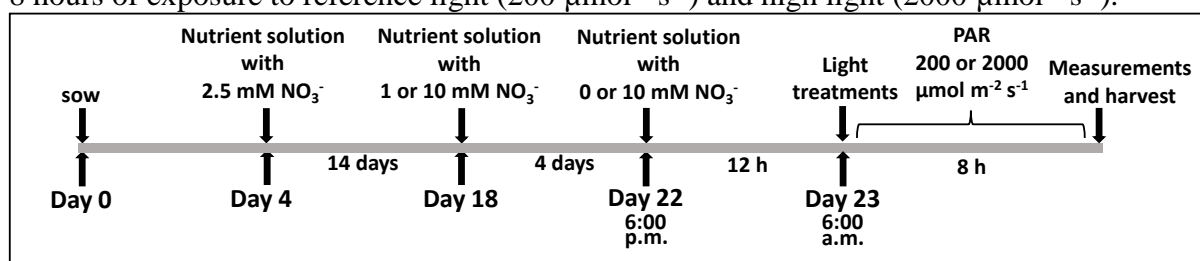 8 hours of exposure to reference light (200 μmol⁻² s⁻¹) and high light (2000 μmol⁻² s⁻¹).
Nutrient solution with 2.5 mM NO₃⁻
Nutrient solution with 1 or 10 mM NO₃⁻
Nutrient solution with 0 or 10 mM NO₃⁻
Light treatments
PAR 200 or 2000 μmol m⁻² s⁻¹
Measurements and harvest
sow
14 days
4 days
12 h
8 h
Day 0
Day 4
Day 18
Day 22
6:00
p.m.
Day 23
6:00
a.m.